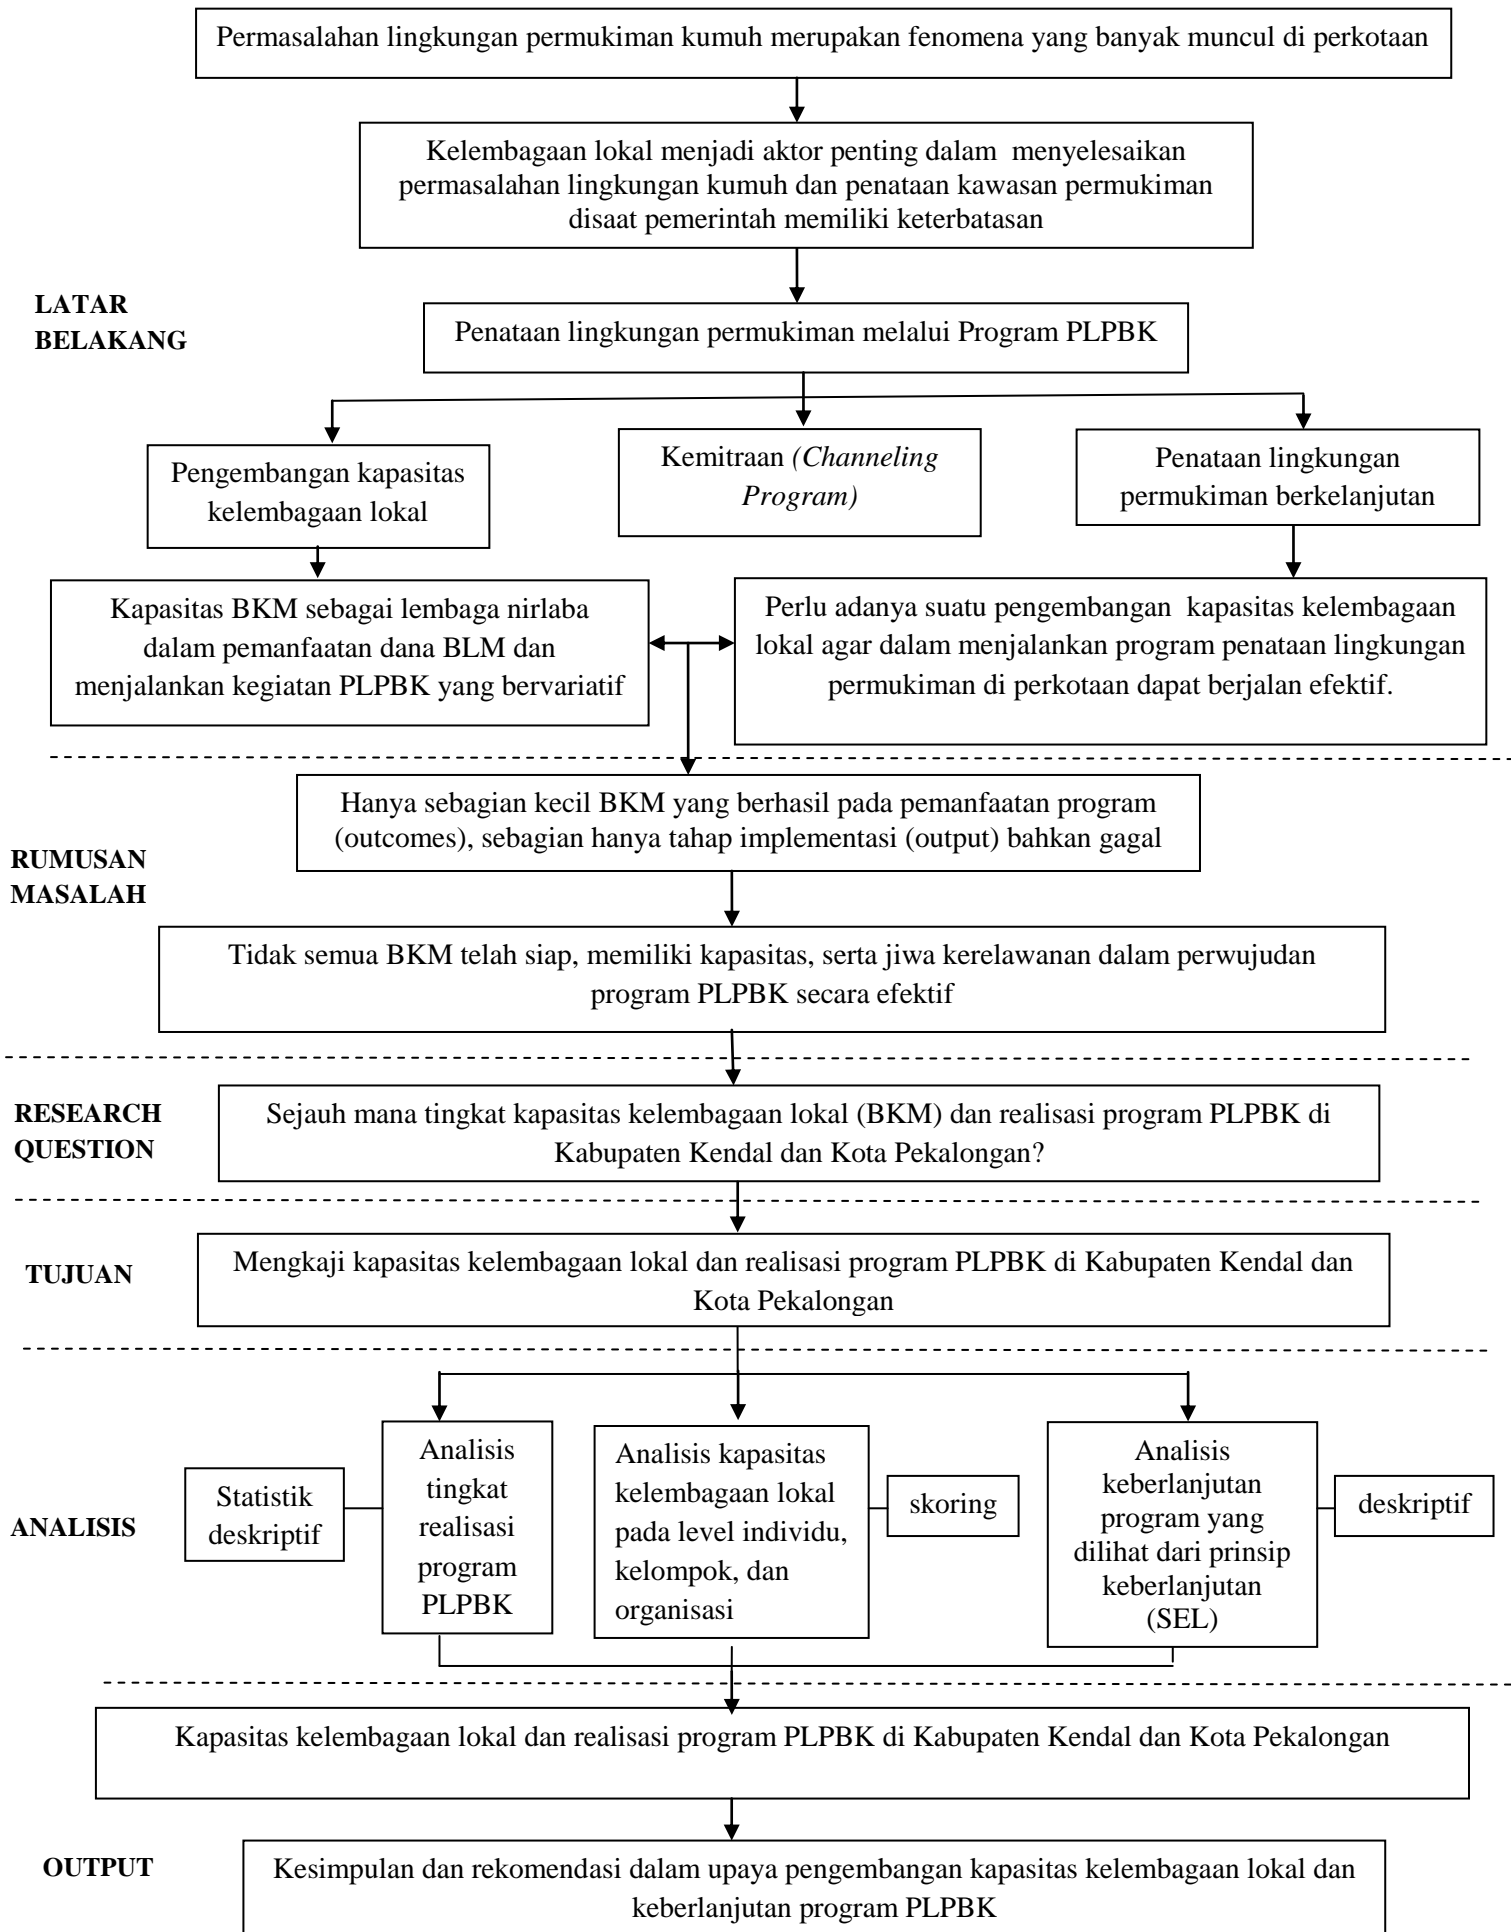 Permasalahan lingkungan permukiman kumuh merupakan fenomena yang banyak muncul di perkotaan
Kelembagaan lokal menjadi aktor penting dalam menyelesaikan
permasalahan lingkungan kumuh dan penataan kawasan permukiman
disaat pemerintah memiliki keterbatasan
LATAR
BELAKANG
Penataan lingkungan permukiman melalui Program PLPBK
Pengembangan kapasitas
kelembagaan lokal
Kemitraan (Channeling
Program)
Penataan lingkungan
permukiman berkelanjutan
Kapasitas BKM sebagai lembaga nirlaba
dalam pemanfaatan dana BLM dan
menjalankan kegiatan PLPBK yang bervariatif
Perlu adanya suatu pengembangan kapasitas kelembagaan
lokal agar dalam menjalankan program penataan lingkungan
permukiman di perkotaan dapat berjalan efektif.
RUMUSAN
MASALAH
Hanya sebagian kecil BKM yang berhasil pada pemanfaatan program
(outcomes), sebagian hanya tahap implementasi (output) bahkan gagal
Tidak semua BKM telah siap, memiliki kapasitas, serta jiwa kerelawanan dalam perwujudan
program PLPBK secara efektif
RESEARCH
QUESTION
Sejauh mana tingkat kapasitas kelembagaan lokal (BKM) dan realisasi program PLPBK di
Kabupaten Kendal dan Kota Pekalongan?
TUJUAN
Mengkaji kapasitas kelembagaan lokal dan realisasi program PLPBK di Kabupaten Kendal dan
Kota Pekalongan
ANALISIS
Statistik
deskriptif
Analisis
tingkat
realisasi
program
PLPBK
Analisis kapasitas
kelembagaan lokal
pada level individu,
kelompok, dan
organisasi
skoring
Analisis
keberlanjutan
program yang
dilihat dari prinsip
keberlanjutan
(SEL)
deskriptif
Kapasitas kelembagaan lokal dan realisasi program PLPBK di Kabupaten Kendal dan Kota Pekalongan
OUTPUT
Kesimpulan dan rekomendasi dalam upaya pengembangan kapasitas kelembagaan lokal dan
keberlanjutan program PLPBK